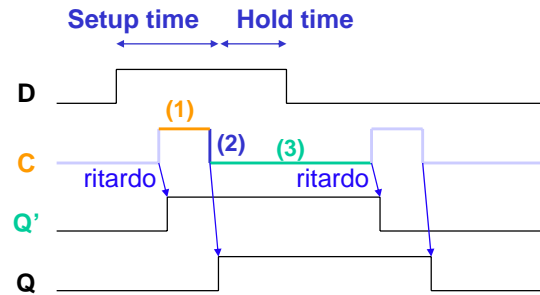 Setup time Hold time
D
(1)
(2) (3)
C
ritardo ritardo
Q'
Q